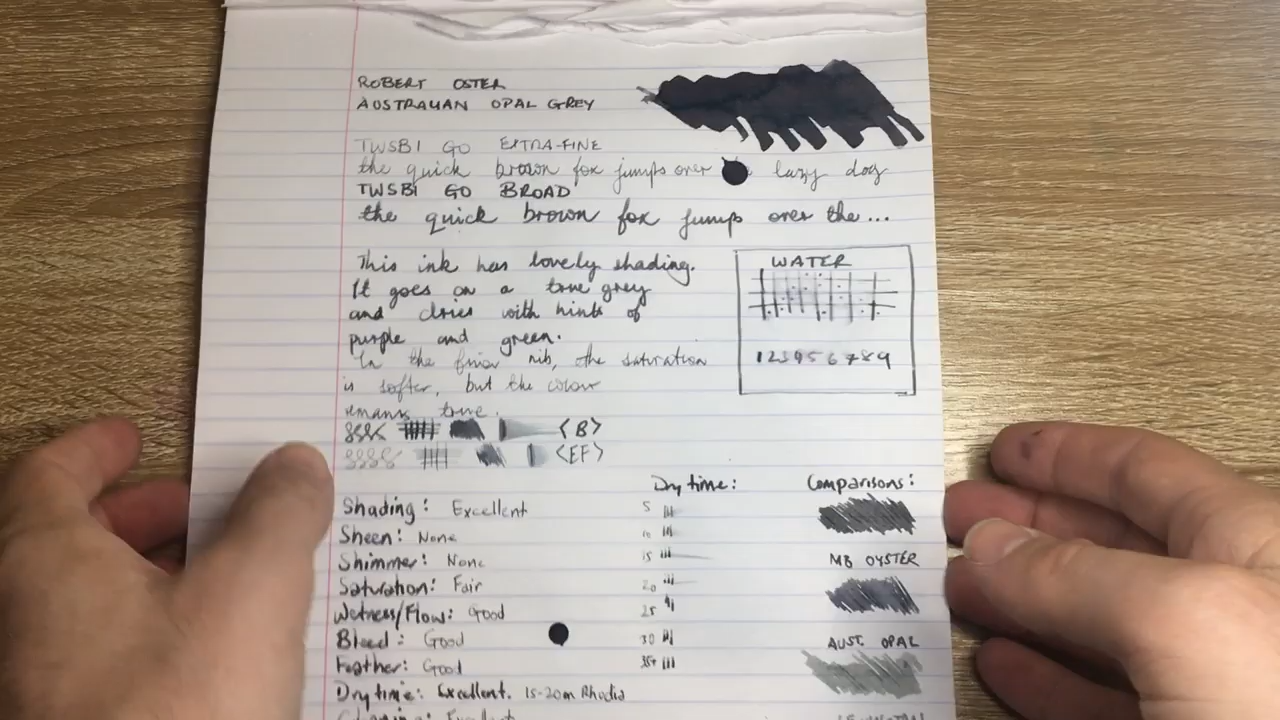 ROBERT OSTER
AUSTRALIAN OPAL GREY
TWSBI GO EXTRA-FINE
the quick brown fox jumps over lazy dog
TWSBI GO BROAD
the quick brown fox jumps over the...
This ink has lovely shading.
It goes on a true grey
and dries with hints of
purple and green.
In the finer nib, the saturation
is softer, but the colour
remains true.
<B>
<EF>
WATER
123456789
Shading: Excellent
Sheen: None
Shimmer: None
Saturation: Fair
Wetness/Flow: Good
Bleed: Good
Feather: Good
Dry time: Excellent. 15-20m Rhodia
Cleaning: Excellent
Dry time:
5
10
15
20
25
30
35+
Comparisons:
MB OYSTER
AUST. OPAL